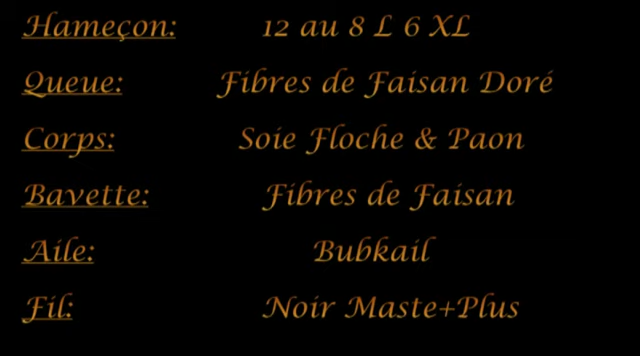 Hameçon: 12 au 8 L 6 XL
Queue: Fibres de Faisan Doré
Corps: Soie Floche & Paon
Bavette: Fibres de Faisan
Aile: Bubkail
Fil: Noir Maste+Plus